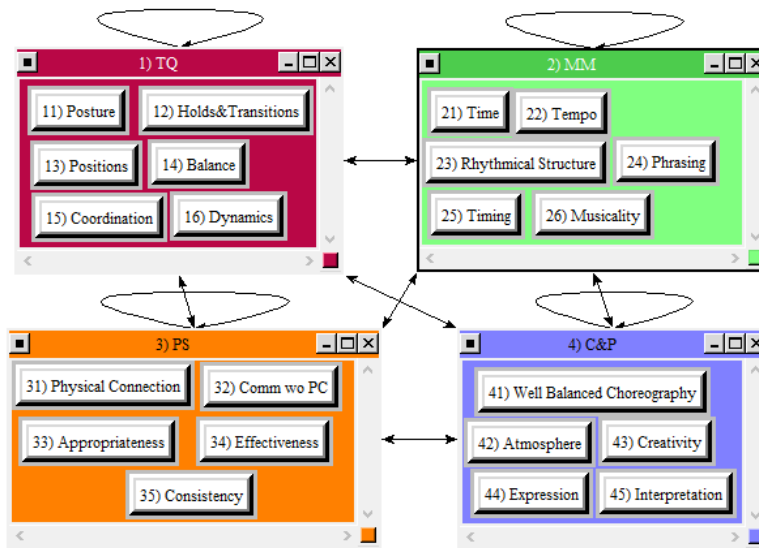 1) TQ
11) Posture
12) Holds&Transitions
13) Positions
14) Balance
15) Coordination
16) Dynamics
2) MM
21) Time
22) Tempo
23) Rhythmical Structure
24) Phrasing
25) Timing
26) Musicality
3) PS
31) Physical Connection
32) Comm wo PC
33) Appropriateness
34) Effectiveness
35) Consistency
4) C&P
41) Well Balanced Choreography
42) Atmosphere
43) Creativity
44) Expression
45) Interpretation